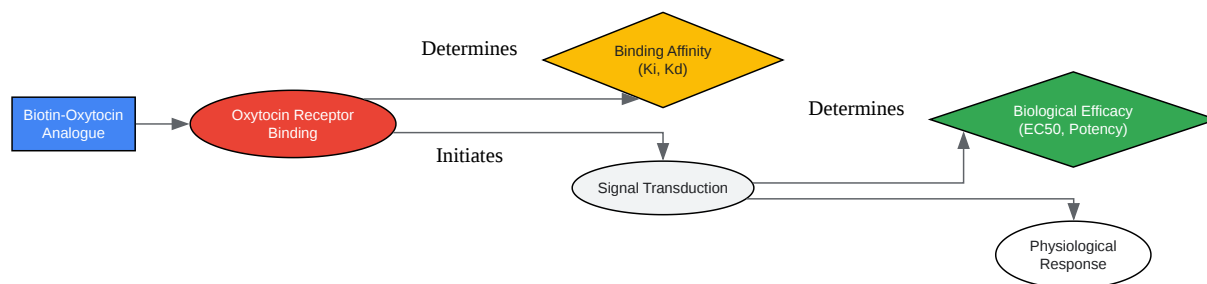 Biotin-Oxytocin
Analogue
Oxytocin Receptor
Binding
Determines
Initiates
Binding Affinity
(Ki, Kd)
Signal Transduction
Determines
Biological Efficacy
(EC50, Potency)
Physiological
Response